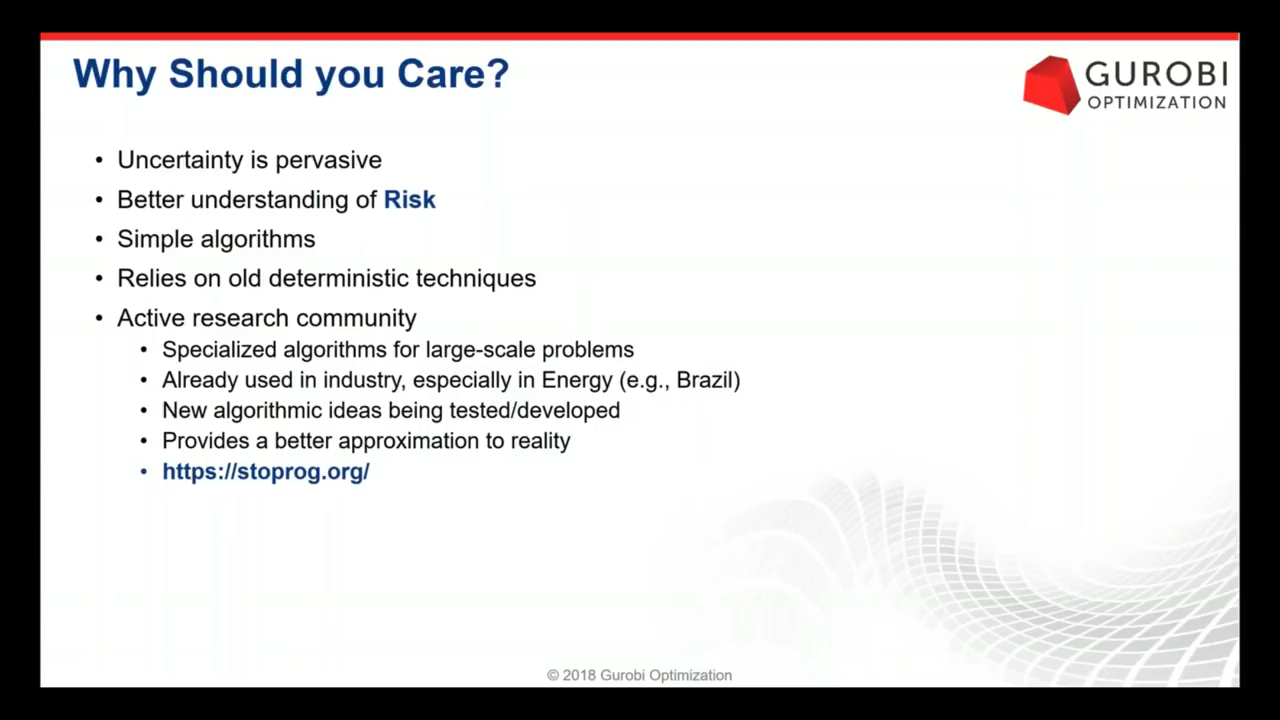 Why Should you Care?
GUROBI
OPTIMIZATION
• Uncertainty is pervasive
• Better understanding of Risk
• Simple algorithms
• Relies on old deterministic techniques
• Active research community
• Specialized algorithms for large-scale problems
• Already used in industry, especially in Energy (e.g., Brazil)
• New algorithmic ideas being tested/developed
• Provides a better approximation to reality
• https://stoprog.org/
© 2018 Gurobi Optimization